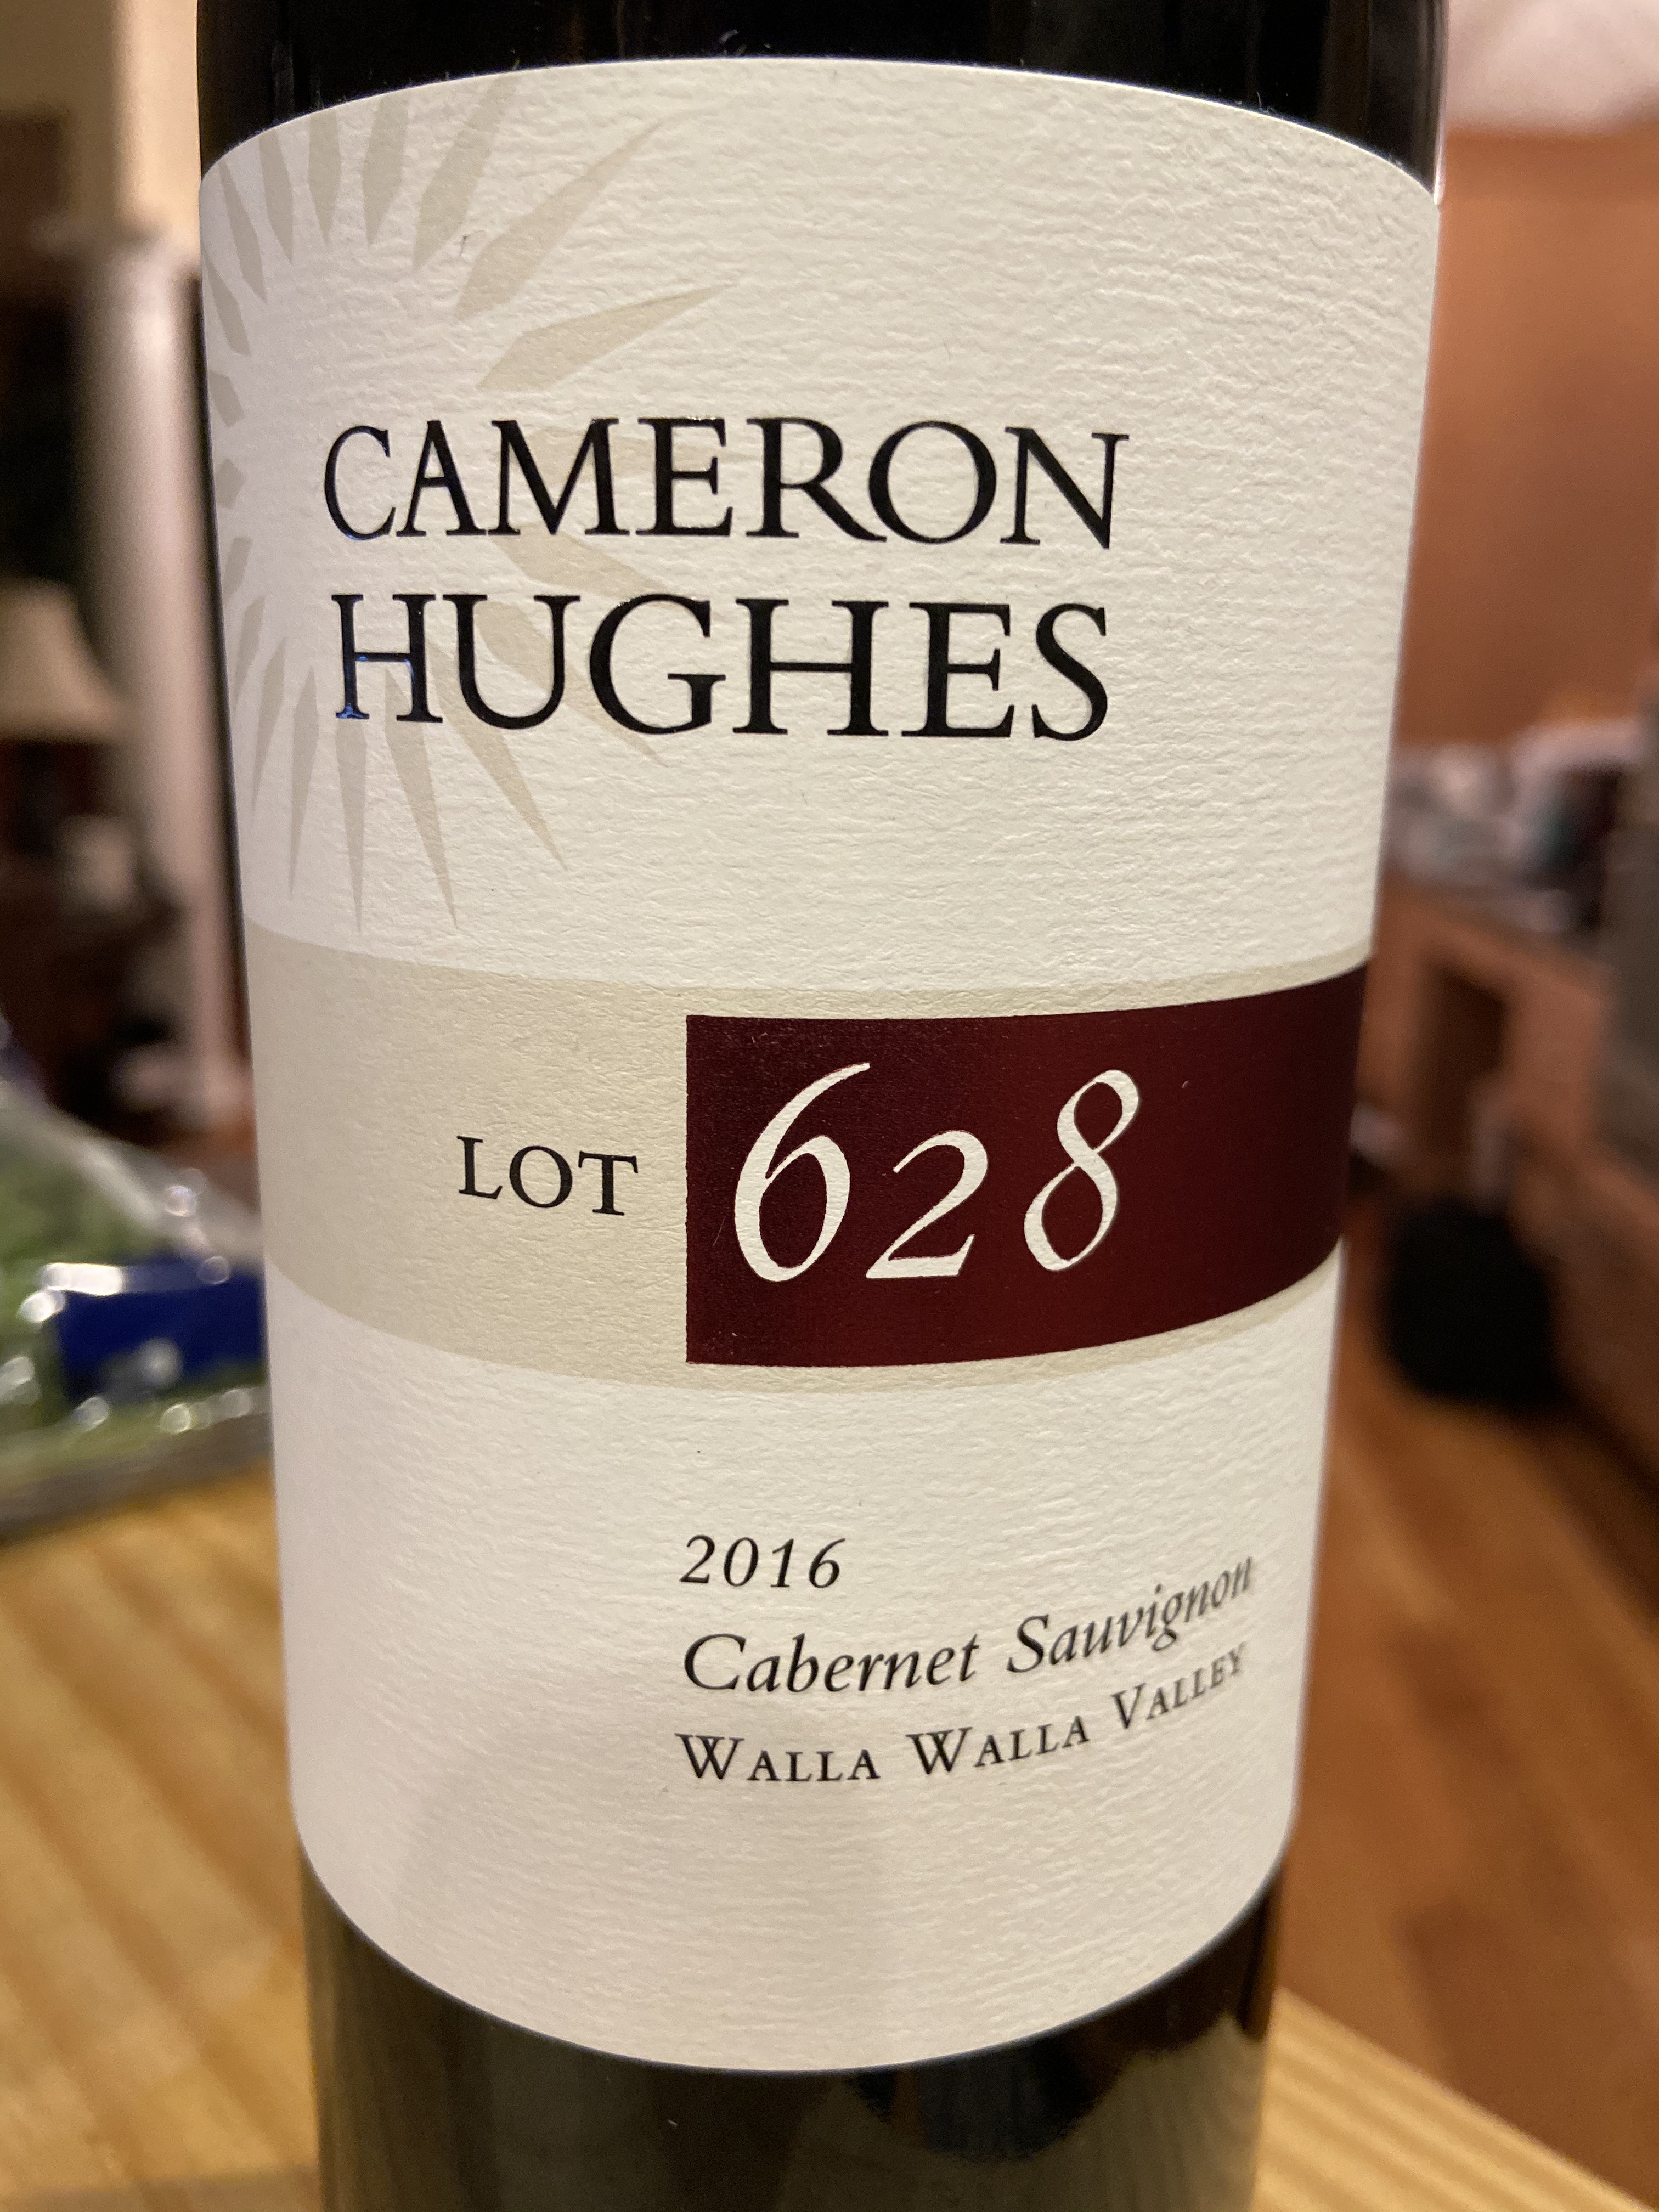 CAMERON
HUGHES
LOT 628
2016
Cabernet Sauvignon
WALLA WALLA VALLEY